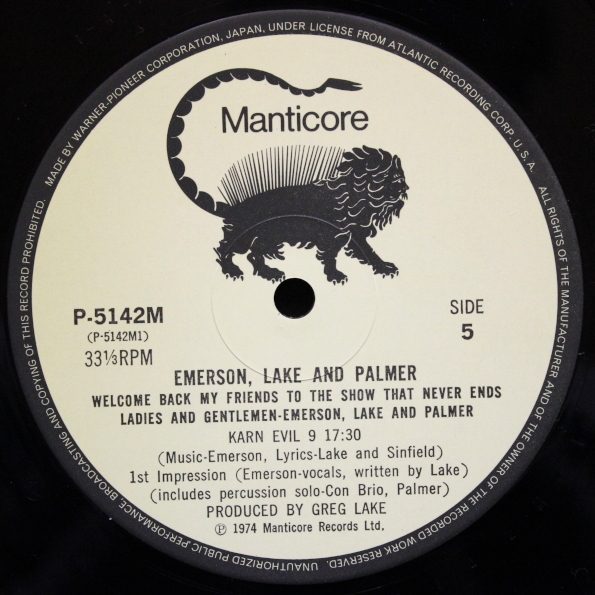 MADE BY WARNER-PIONEER CORPORATION, JAPAN, UNDER LICENSE FROM ATLANTIC RECORDING CORP. U.S.A.
ALL RIGHTS OF THE MANUFACTURER AND OF THE OWNER OF THE RECORDED WORK RESERVED. UNAUTHORIZED PUBLIC PERFORMANCE, BROADCASTING AND COPYING OF THIS RECORD PROHIBITED.
Manticore
P-5142M
(P-5142M1)
33⅓RPM
SIDE
5
EMERSON, LAKE AND PALMER
WELCOME BACK MY FRIENDS TO THE SHOW THAT NEVER ENDS
LADIES AND GENTLEMEN-EMERSON, LAKE AND PALMER
KARN EVIL 9 17:30
(Music-Emerson, Lyrics-Lake and Sinfield)
1st Impression (Emerson-vocals, written by Lake)
(includes percussion solo-Con Brio, Palmer)
PRODUCED BY GREG LAKE
℗ 1974 Manticore Records Ltd.